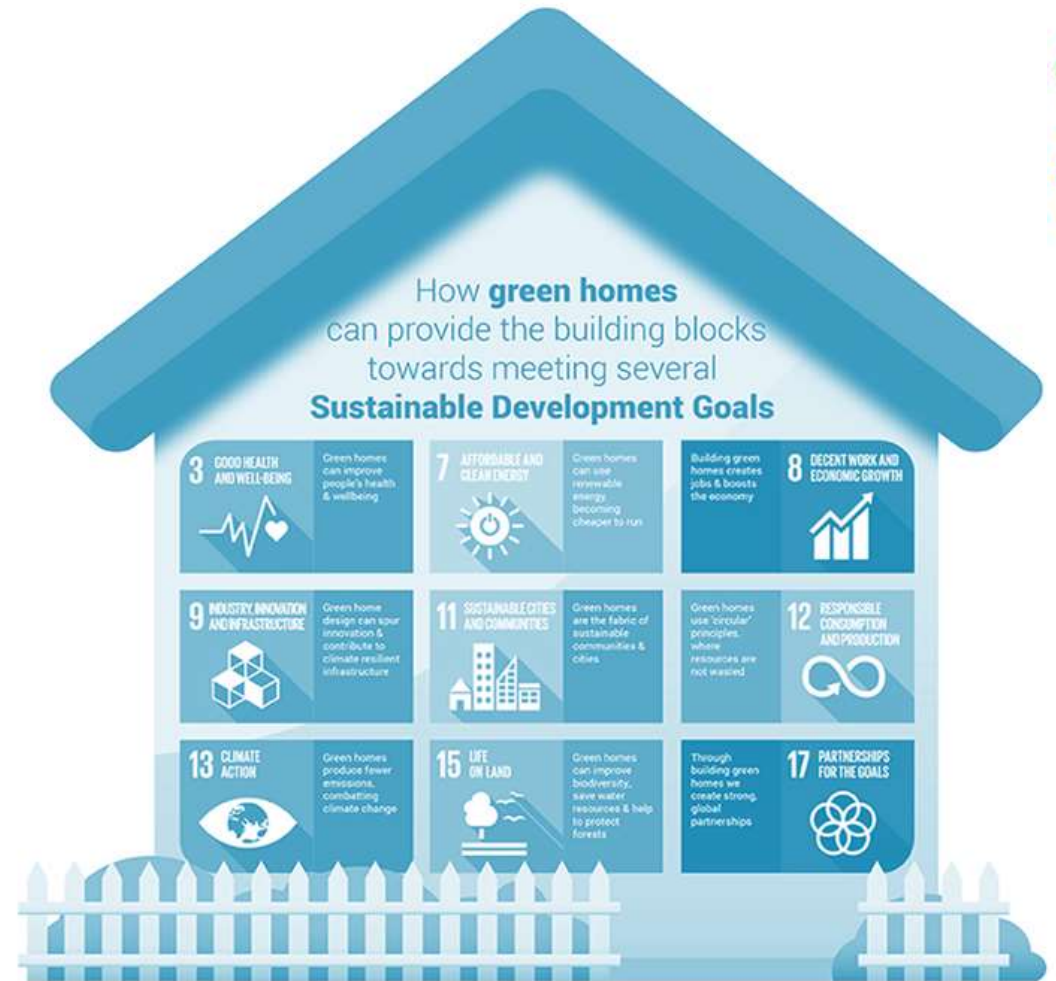 How green homes
can provide the building blocks
towards meeting several
Sustainable Development Goals
3 GOOD HEALTH
AND WELL-BEING
Green homes
can improve
people's health
& wellbeing
7 AFFORDABLE AND
CLEAN ENERGY
Green homes
can use
renewable
energy,
becoming
cheaper to run
Building green
homes creates
jobs & boosts
the economy
8 DECENT WORK AND
ECONOMIC GROWTH
9 INDUSTRY, INNOVATION
AND INFRASTRUCTURE
Green home
design can spur
innovation &
contribute to
climate resilient
infrastructure
11 SUSTAINABLE CITIES
AND COMMUNITIES
Green homes
are the fabric of
sustainable
communities &
cities
Green homes
use 'circular'
principles,
where
resources are
not wasted
12 RESPONSIBLE
CONSUMPTION
AND PRODUCTION
13 CLIMATE
ACTION
Green homes
produce fewer
emissions,
combatting
climate change
15 LIFE
ON LAND
Green homes
can improve
biodiversity,
save water
resources & help
to protect
forests
Through
building green
homes we
create strong,
global
partnerships
17 PARTNERSHIPS
FOR THE GOALS